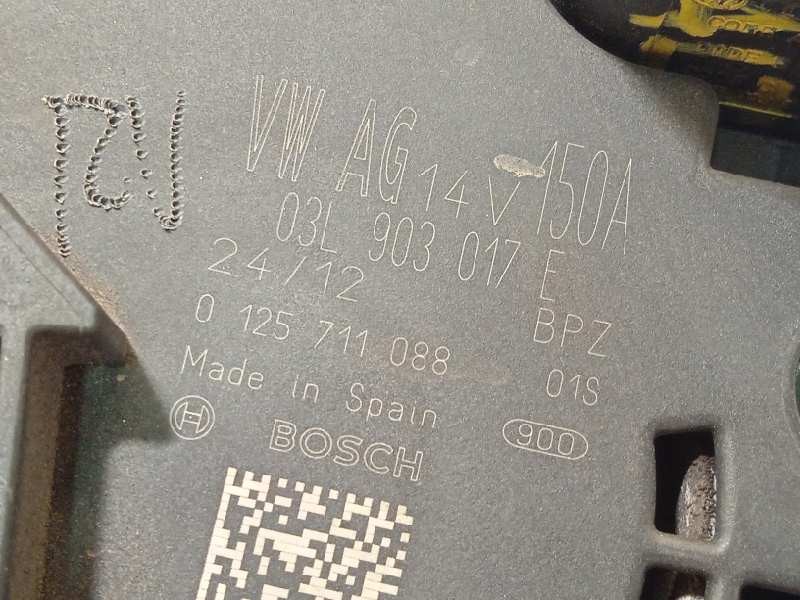 VW AG 14 V 150A
03L 903 017 E
24/12 BPZ
0 125 711 088 01S
Made in Spain 900
H BOSCH